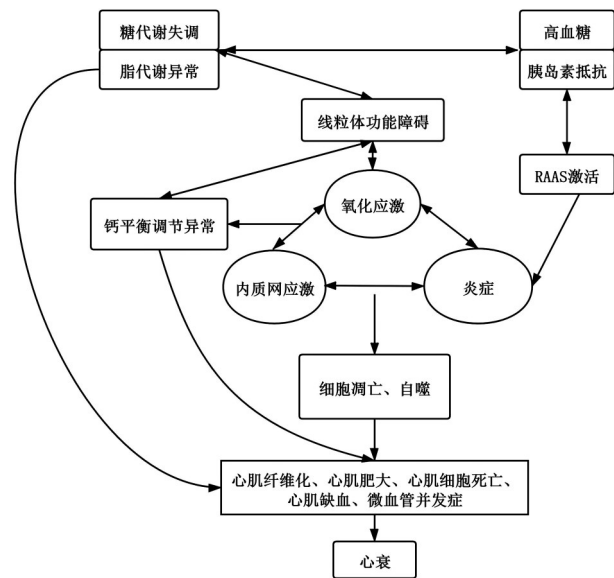 糖代谢失调
高血糖
脂代谢异常
胰岛素抵抗
线粒体功能障碍
RAAS激活
氧化应激
钙平衡调节异常
内质网应激
炎症
细胞凋亡、自噬
心肌纤维化、心肌肥大、心肌细胞死亡、
心肌缺血、微血管并发症
心衰